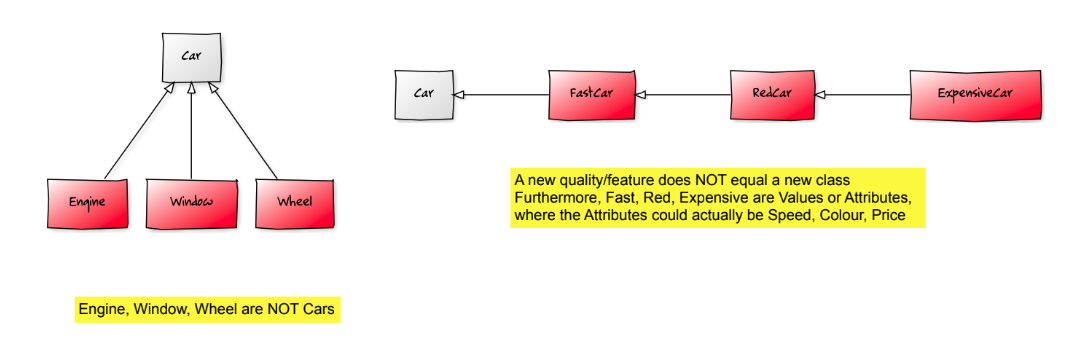 Car
Engine
Window
Wheel
Engine, Window, Wheel are NOT Cars
Car
FastCar
RedCar
ExpensiveCar
A new quality/feature does NOT equal a new class
Furthermore, Fast, Red, Expensive are Values or Attributes,
where the Attributes could actually be Speed, Colour, Price